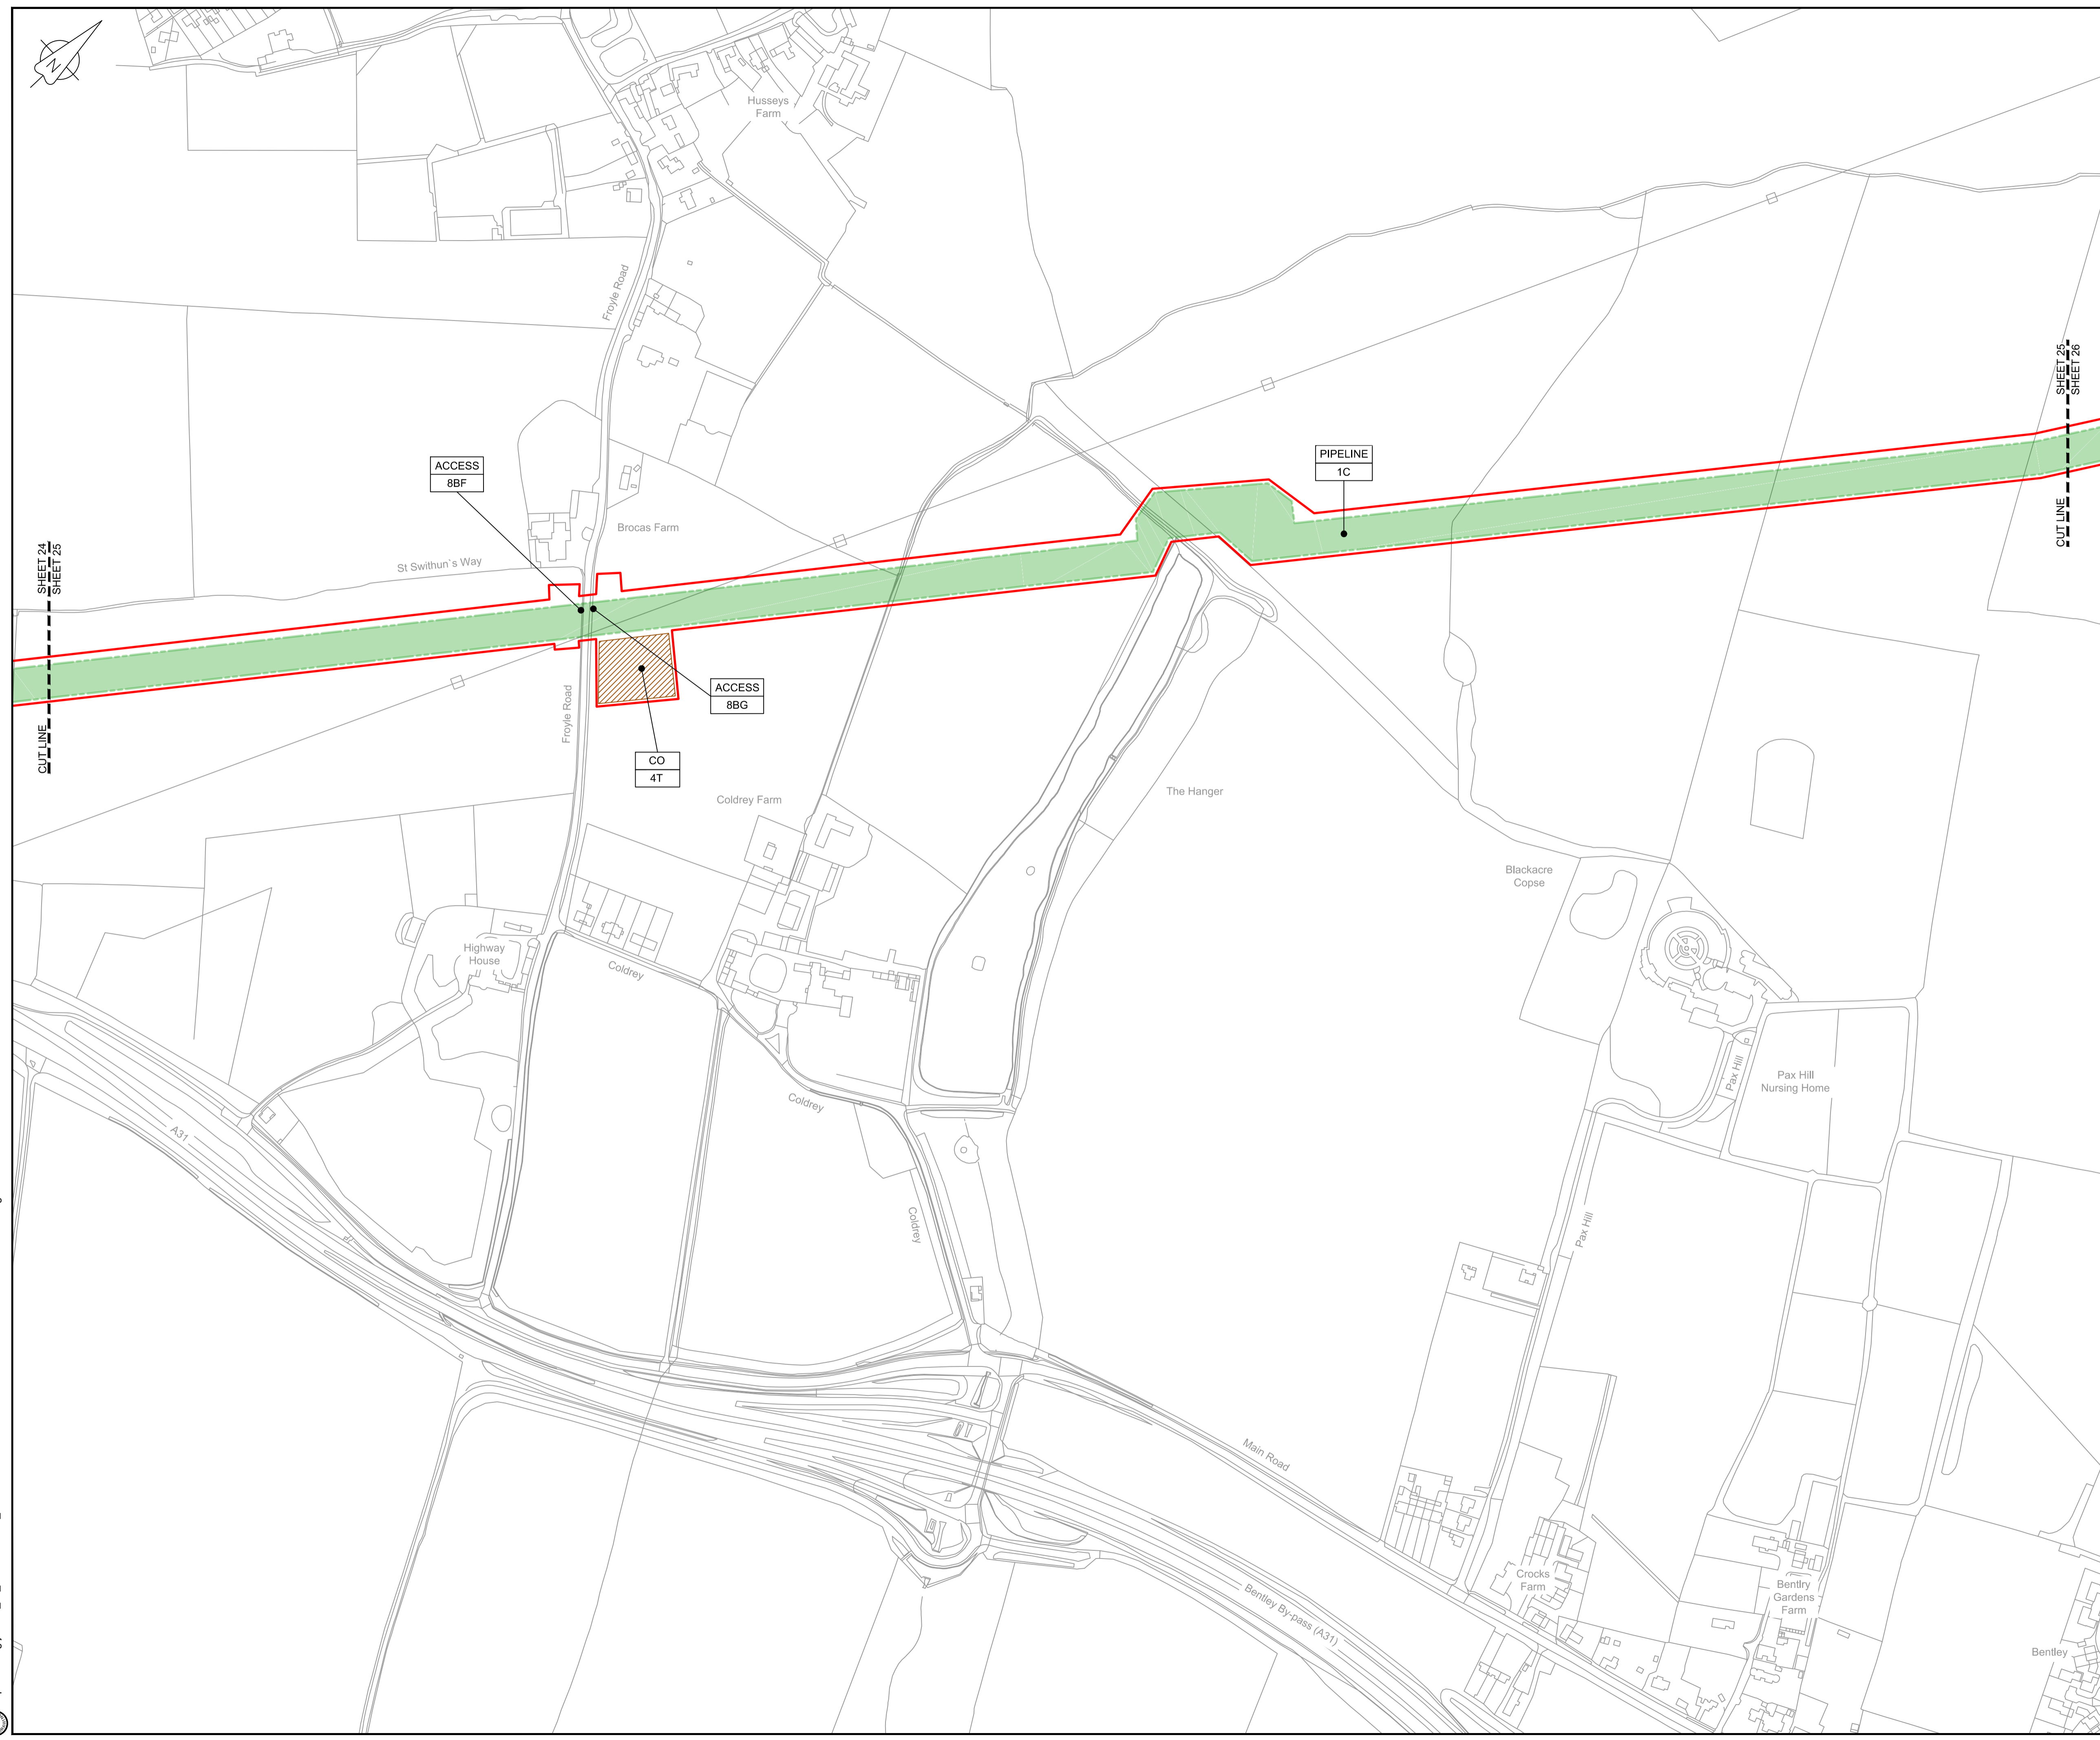 N
Husseys
Farm
Froyle Road
SHEET 25
SHEET 26
CUT LINE
ACCESS
8BF
PIPELINE
1C
Brocas Farm
St Swithun`s Way
SHEET 24
SHEET 25
CUT LINE
ACCESS
8BG
Froyle Road
CO
4T
Coldrey Farm
The Hanger
Blackacre
Copse
Highway
House
Coldrey
Pax Hill
Pax Hill
Nursing Home
Coldrey
A31
Coldrey
Pax Hill
Main Road
Crocks
Farm
Bentlry
Gardens
Farm
Bentley By-pass (A31)
Bentley